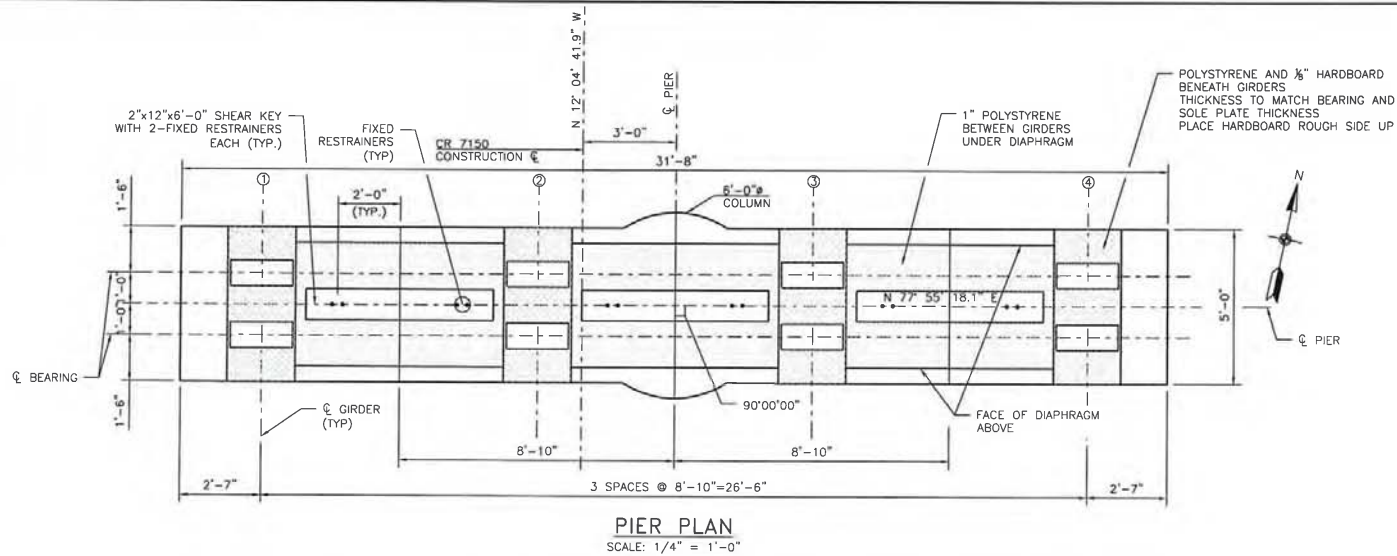 N 12° 04' 41.9" W
℄ PIER
POLYSTYRENE AND ⅛" HARDBOARD
BENEATH GIRDERS
THICKNESS TO MATCH BEARING AND
SOLE PLATE THICKNESS
PLACE HARDBOARD ROUGH SIDE UP
2"x12"x6'-0" SHEAR KEY
WITH 2-FIXED RESTRAINERS
EACH (TYP.)
FIXED
RESTRAINERS
(TYP)
1" POLYSTYRENE
BETWEEN GIRDERS
UNDER DIAPHRAGM
3'-0"
CR 7150
CONSTRUCTION ℄
31'-8"
1'-6"
1
2'-0"
(TYP.)
2
6'-0"ø
COLUMN
3
4
N
1'-0"
1'-0"
N 77° 55' 18.1" E
5'-0"
℄ PIER
℄ BEARING
1'-6"
℄ GIRDER
(TYP)
90°00'00"
FACE OF DIAPHRAGM
ABOVE
8'-10"
8'-10"
2'-7"
3 SPACES @ 8'-10"=26'-6"
2'-7"
PIER PLAN
SCALE: 1/4" = 1'-0"